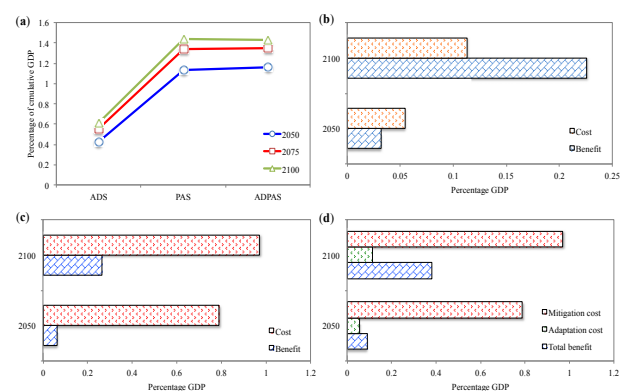 (a)
Percentage of cmulative GDP
1.6
1.4
1.2
1
0.8
0.6
0.4
0.2
0
ADS
PAS
ADPAS
2050
2075
2100
(b)
2100
2050
Cost
Benefit
0
0.05
0.1
0.15
0.2
0.25
Percentage GDP
(c)
2100
2050
Cost
Benefit
0
0.2
0.4
0.6
0.8
1
1.2
Percentage GDP
(d)
2100
2050
Mitigation cost
Adaptation cost
Total benefit
0
0.2
0.4
0.6
0.8
1
1.2
Percentage GDP